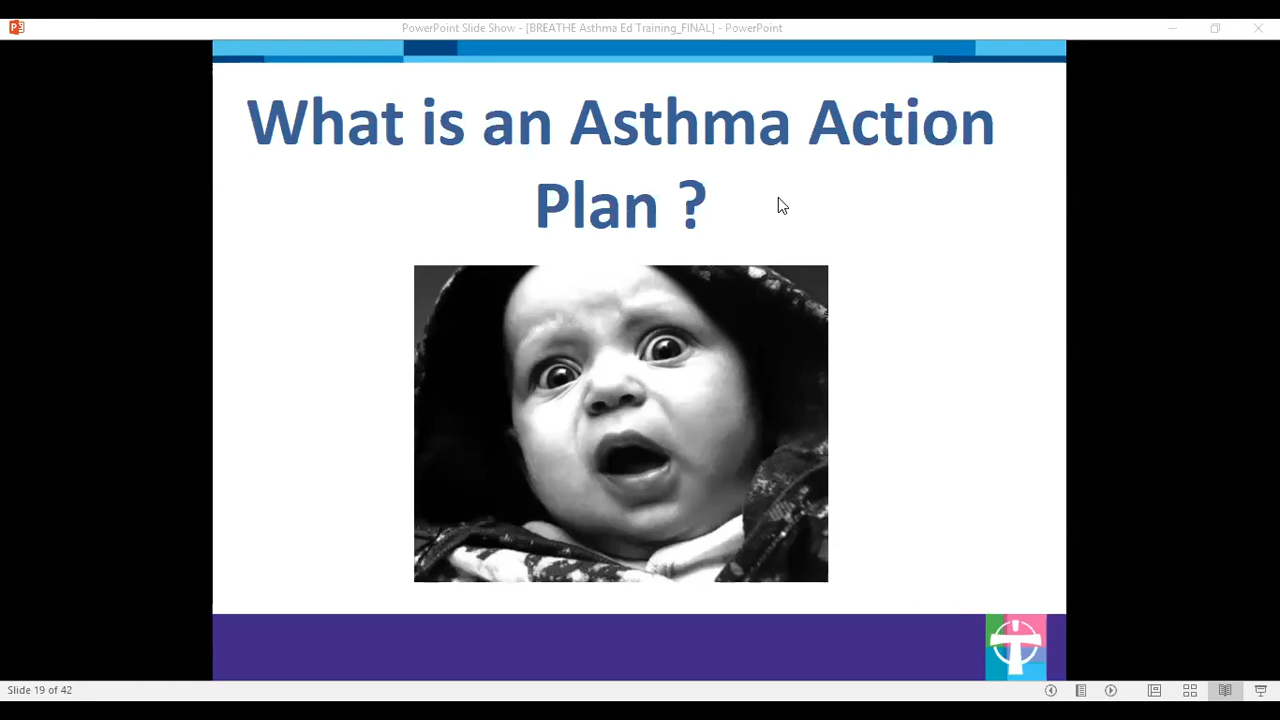 PowerPoint Slide Show - [BREATHE Asthma Ed Training_FINAL] - PowerPoint
What is an Asthma Action
Plan ?
Slide 19 of 42